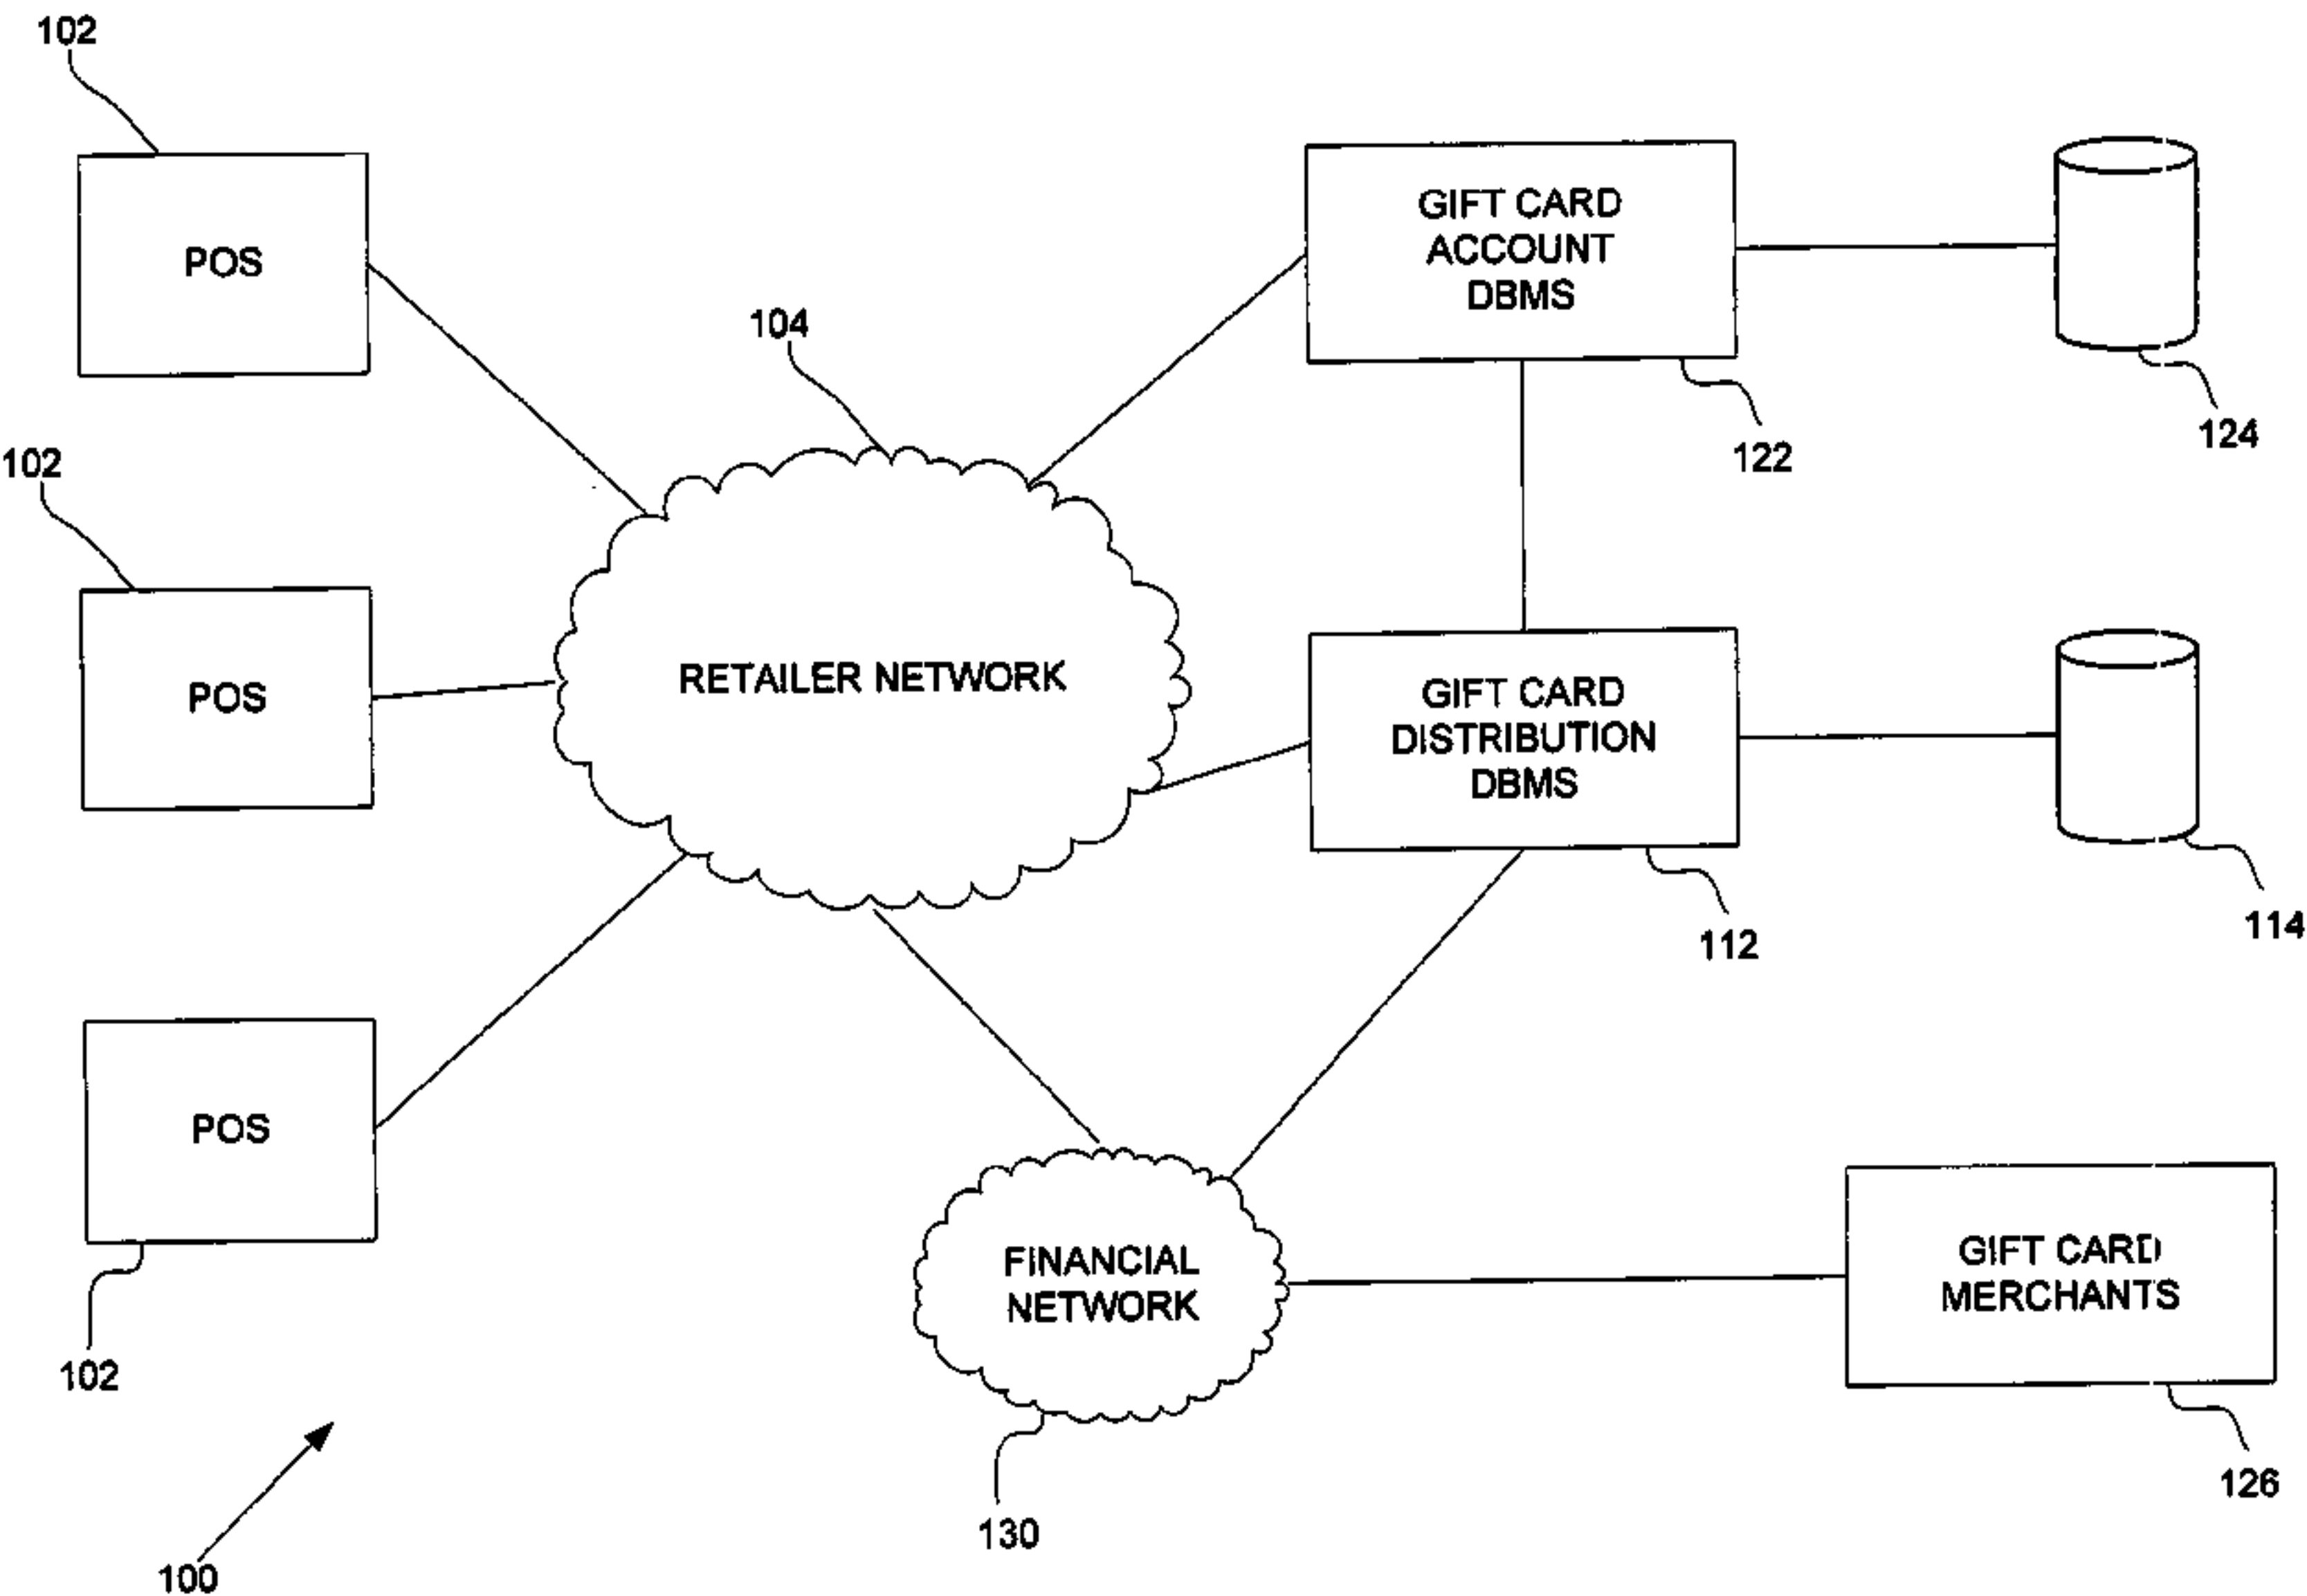 102
POS
102
POS
POS
102
100
104
RETAILER NETWORK
GIFT CARD
ACCOUNT
DBMS
122
124
GIFT CARD
DISTRIBUTION
DBMS
112
114
FINANCIAL
NETWORK
130
GIFT CARD
MERCHANTS
126